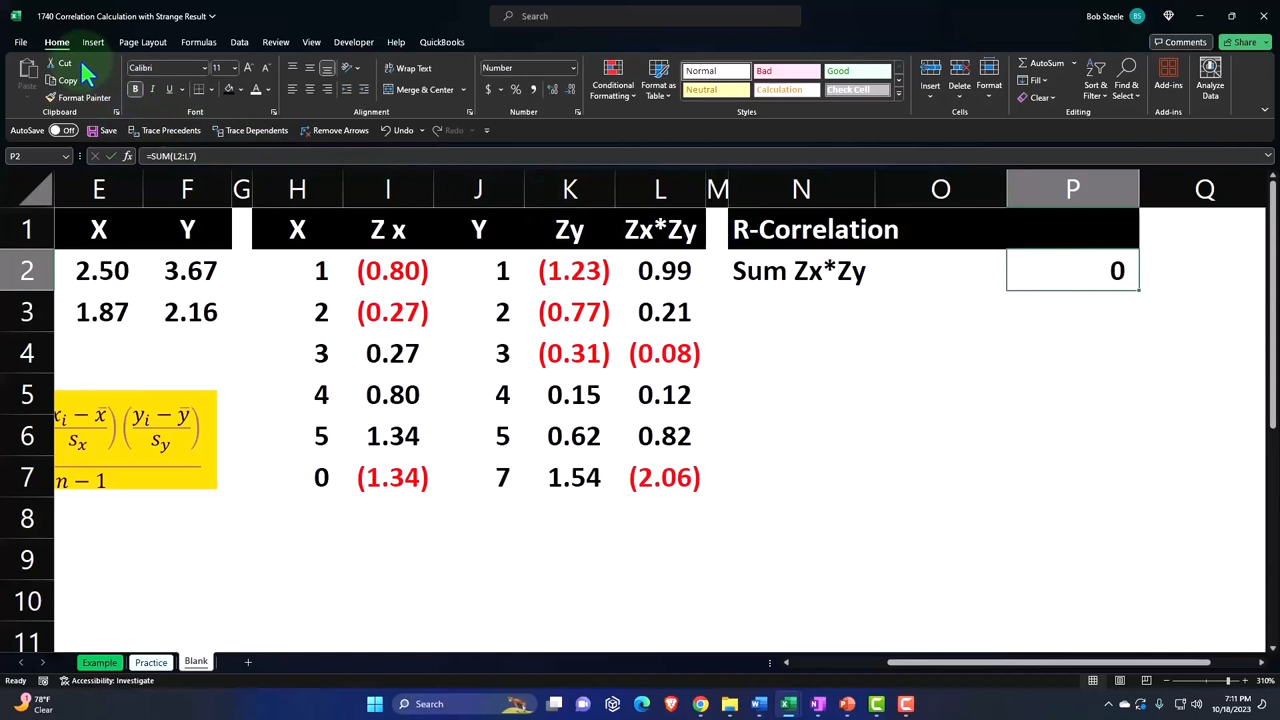 1740 Correlation Calculation with Strange Result
Search
Bob Steele BS
File Home Insert Page Layout Formulas Data Review View Developer Help QuickBooks
Comments Share
Cut
Copy
Format Painter
Clipboard
Calibri 11
B I U
Font
Wrap Text
Merge & Center
Alignment
Number
$ % 9
Number
Conditional Formatting
Format as Table
Normal Bad Good
Neutral Calculation Check Cell
Styles
Insert Delete Format
Cells
AutoSum
Fill
Clear
Sort & Filter
Find & Select
Editing
Add-ins
Add-ins
Analyze Data
AutoSave Off Save Trace Precedents Trace Dependents Remove Arrows Undo Redo
P2 fx =SUM(L2:L7)
E F G H I J K L M N O P Q
1 X Y X Z x Y Zy Zx*Zy R-Correlation
2 2.50 3.67 1 (0.80) 1 (1.23) 0.99 Sum Zx*Zy 0
3 1.87 2.16 2 (0.27) 2 (0.77) 0.21
4 3 0.27 3 (0.31) (0.08)
5 4 0.80 4 0.15 0.12
6 5 1.34 5 0.62 0.82
7 0 (1.34) 7 1.54 (2.06)
x_i − x̄ y_i − ȳ
s_x s_y
n − 1
8
9
10
11
Example Practice Blank
Ready Accessibility: Investigate 310%
1
78°F
Clear
Search
7:11 PM
10/18/2023